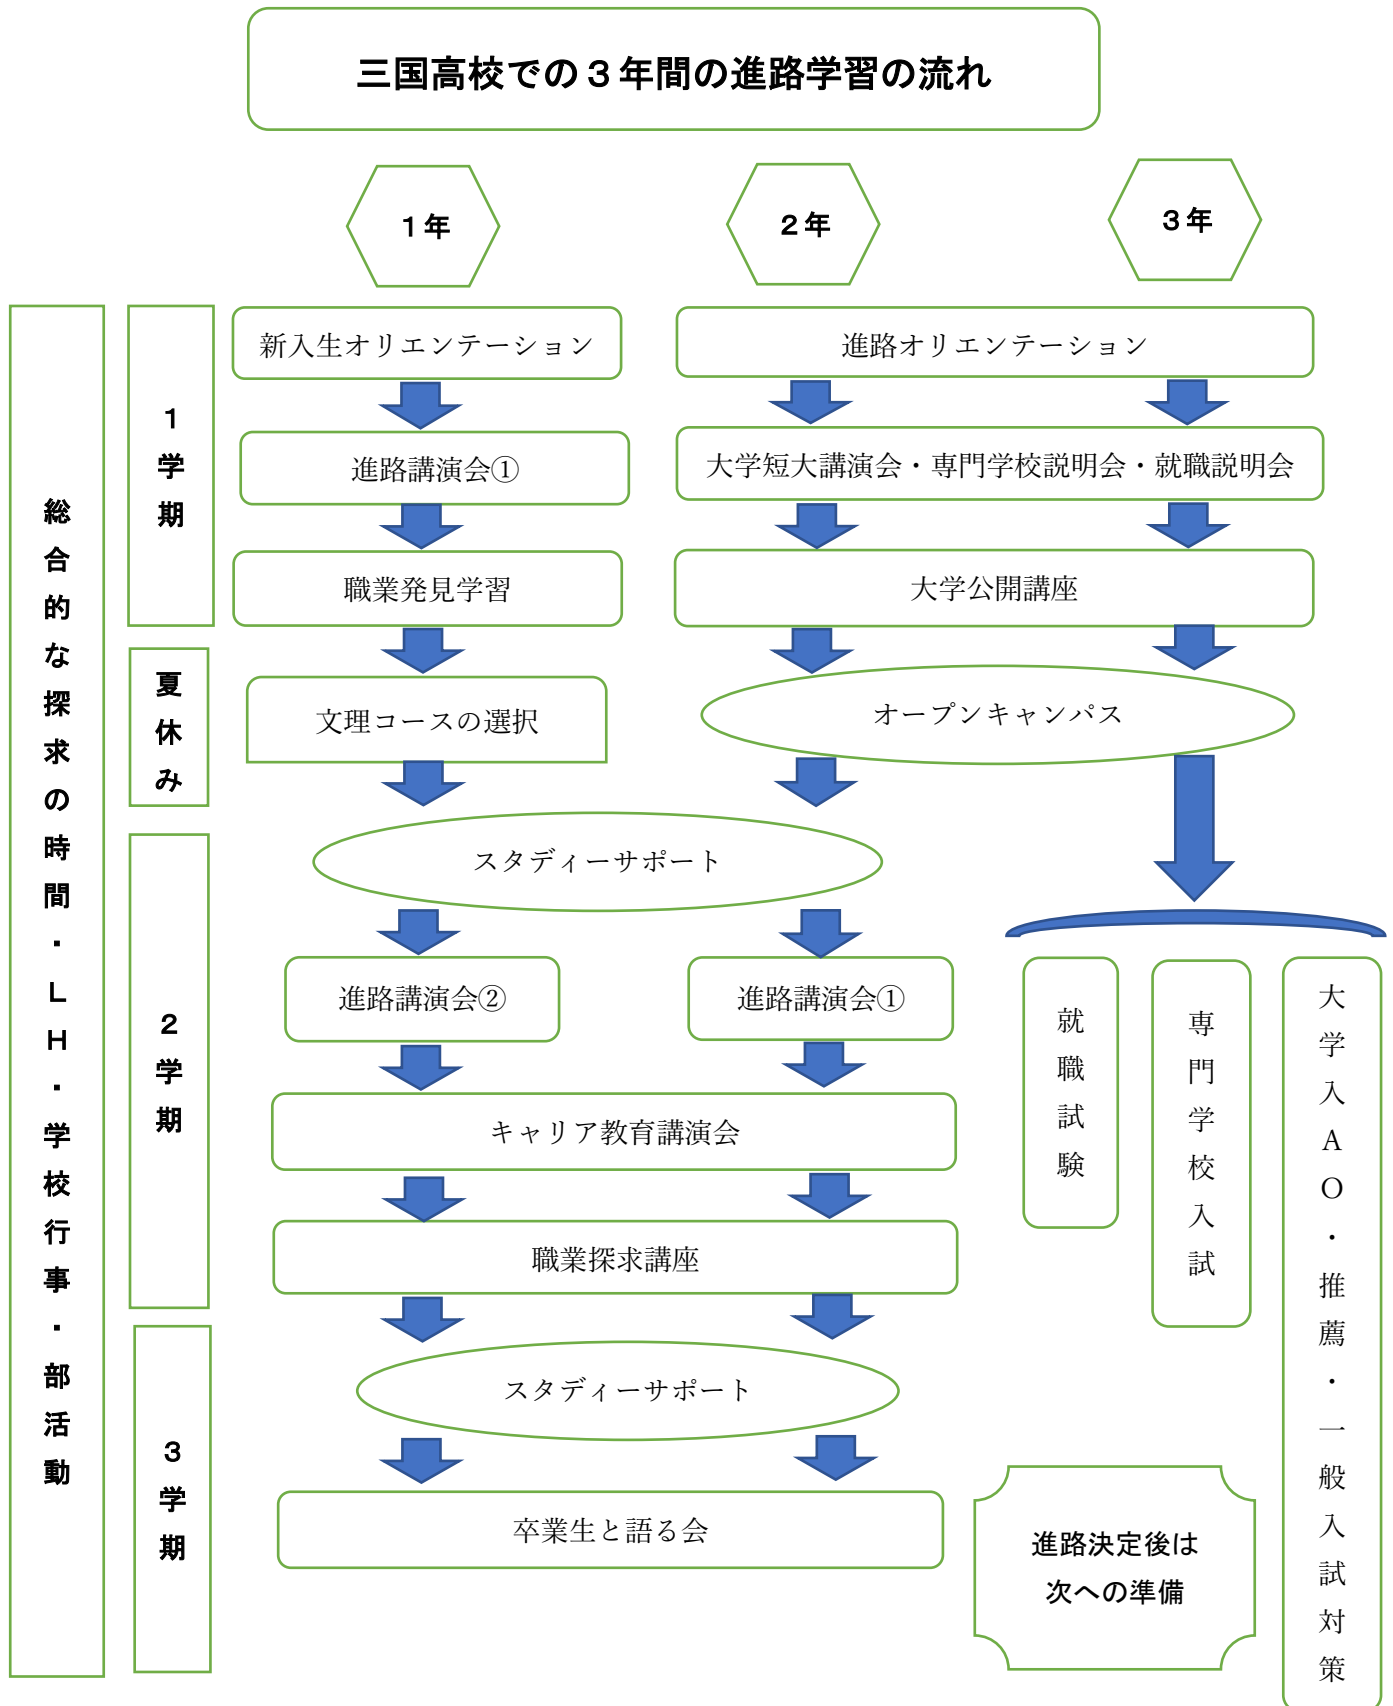 三国高校での３年間の進路学習の流れ
１年
２年
３年
総合的な探求の時間・ＬＨ・学校行事・部活動
１学期
新入生オリエンテーション
進路オリエンテーション
進路講演会①
大学短大講演会・専門学校説明会・就職説明会
職業発見学習
大学公開講座
夏休み
文理コースの選択
オープンキャンパス
２学期
スタディーサポート
進路講演会②
進路講演会①
就職試験
専門学校入試
大学入ＡＯ・推薦・一般入試対策
キャリア教育講演会
職業探求講座
３学期
スタディーサポート
卒業生と語る会
進路決定後は
次への準備